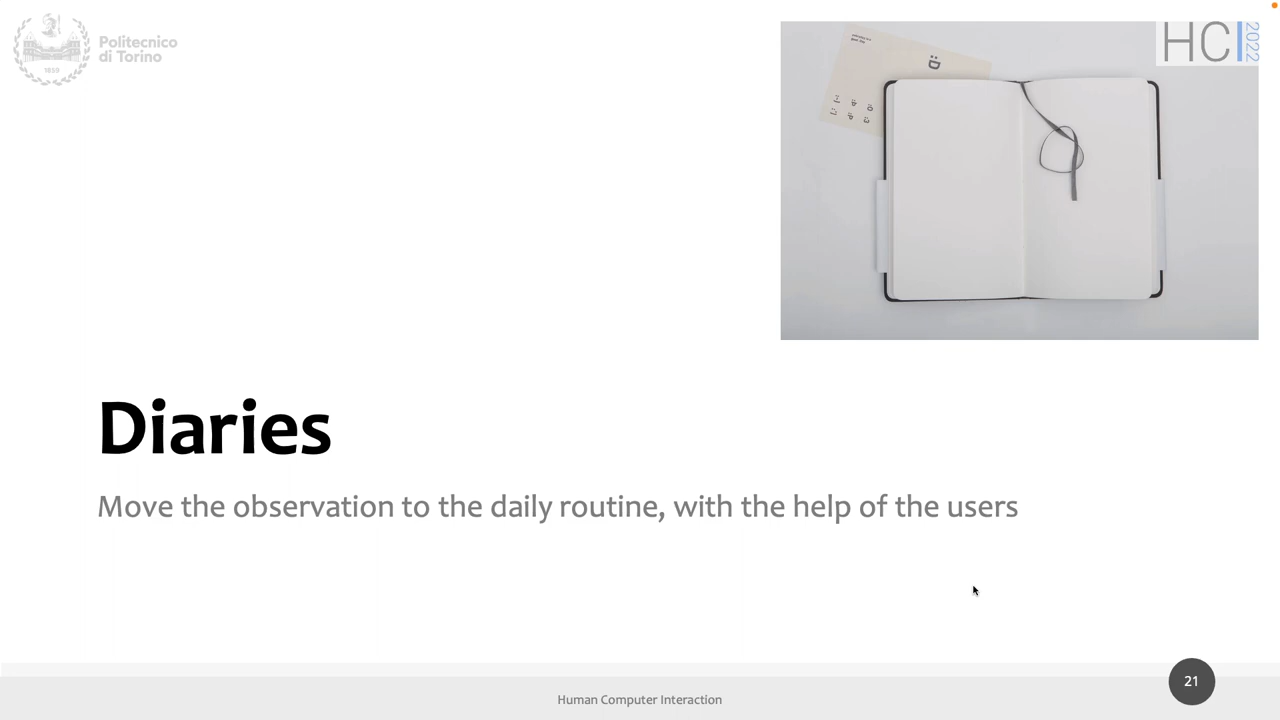 Politecnico
di Torino
1859
HCI
2022
:D
Diaries
Move the observation to the daily routine, with the help of the users
Human Computer Interaction
21